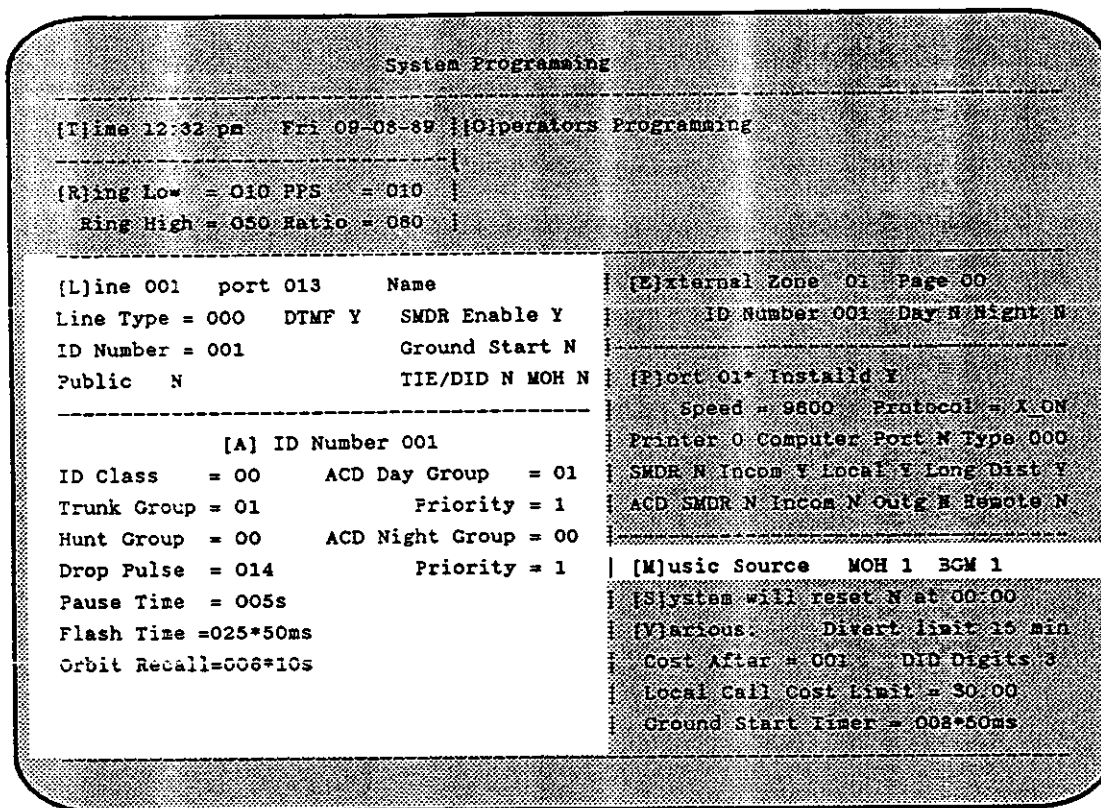 System Programming
[T]ime 12:32 pm Fri 09-08-89 [O]perators Programming
[R]ing Low = 010 PPS = 010
Ring High = 050 Ratio = 060
[L]ine 001 port 013 Name
Line Type = 000 DTMF Y SMDR Enable Y
ID Number = 001 Ground Start N
Public N TIE/DID N MOH N
[A] ID Number 001
ID Class = 00 ACD Day Group = 01
Trunk Group = 01 Priority = 1
Hunt Group = 00 ACD Night Group = 00
Drop Pulse = 014 Priority = 1
Pause Time = 005s
Flash Time =025*50ms
Orbit Recall=006*10s
[E]xternal Zone 01 Page 00
ID Number 001 Day N Night N
[P]ort 01* Installd Y
Speed = 9600 Protocol = X_ON
Printer 0 Computer Port N Type 000
SMDR N Incom Y Local Y Long Dist Y
ACD SMDR N Incom N Outg N Remote N
[M]usic Source MOH 1 BGM 1
[S]ystem will reset N at 00:00
[V]arious: Divert limit 15 min
Cost After = 001 DID Digits 3
Local Call Cost Limit = 30.00
Ground Start Timer = 008*50ms